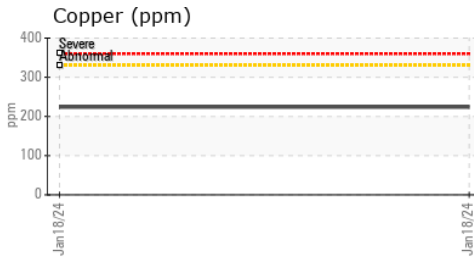 Copper (ppm)
400
Severe
Abnormal
300
ppm
200
100
0
Jan18/24
Jan18/24